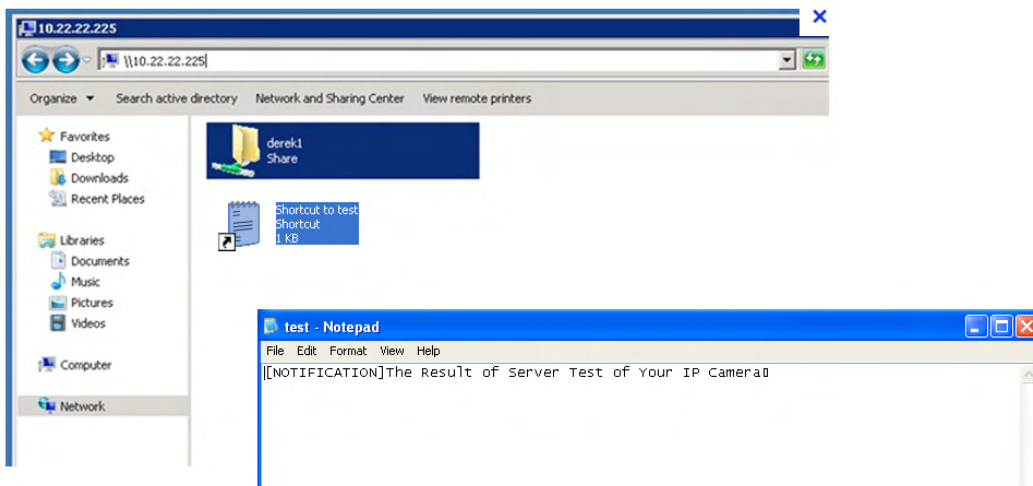 10.22.22.225
\\10.22.22.225
Organize Search active directory Network and Sharing Center View remote printers
Favorites
Desktop
Downloads
Recent Places
Libraries
Documents
Music
Pictures
Videos
Computer
Network
derek1
Share
Shortcut to test
Shortcut
1 KB
test - Notepad
File Edit Format View Help
[NOTIFICATION]The Result of Server Test of Your IP Camera▯